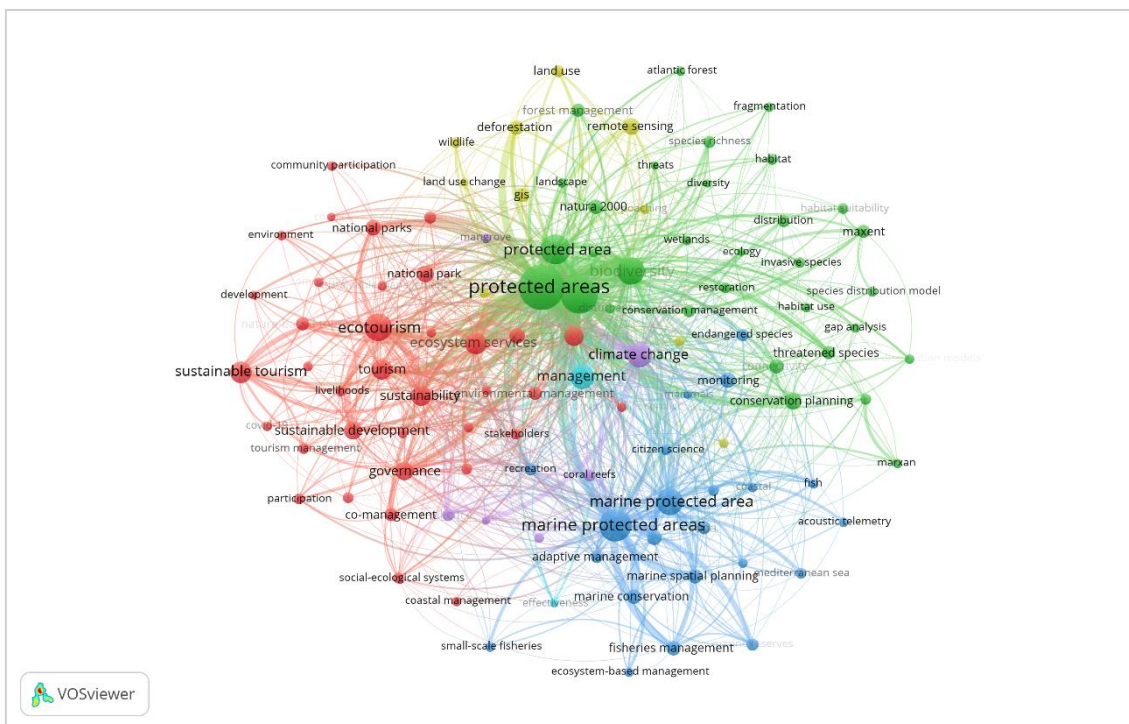 land use
atlantic forest
forest management
fragmentation
deforestation
remote sensing
wildlife
species richness
community participation
threats
habitat
land use change
landscape
diversity
gis
natura 2000
habitat suitability
environment
national parks
mangrove
distribution
maxent
protected area
wetlands
ecology
national park
biodiversity
invasive species
development
protected areas
restoration
species distribution model
conservation management
habitat use
ecotourism
gap analysis
ecosystem services
endangered species
climate change
threatened species
sustainable tourism
tourism
management
monitoring
livelihoods
sustainability
environmental management
mammals
conservation planning
sustainable development
stakeholders
tourism management
citizen science
governance
recreation
coral reefs
marxan
coastal
fish
participation
marine protected area
co-management
marine protected areas
acoustic telemetry
adaptive management
social-ecological systems
marine spatial planning
mediterranean sea
coastal management
effectiveness
marine conservation
small-scale fisheries
fisheries management
ecosystem-based management
VOSviewer